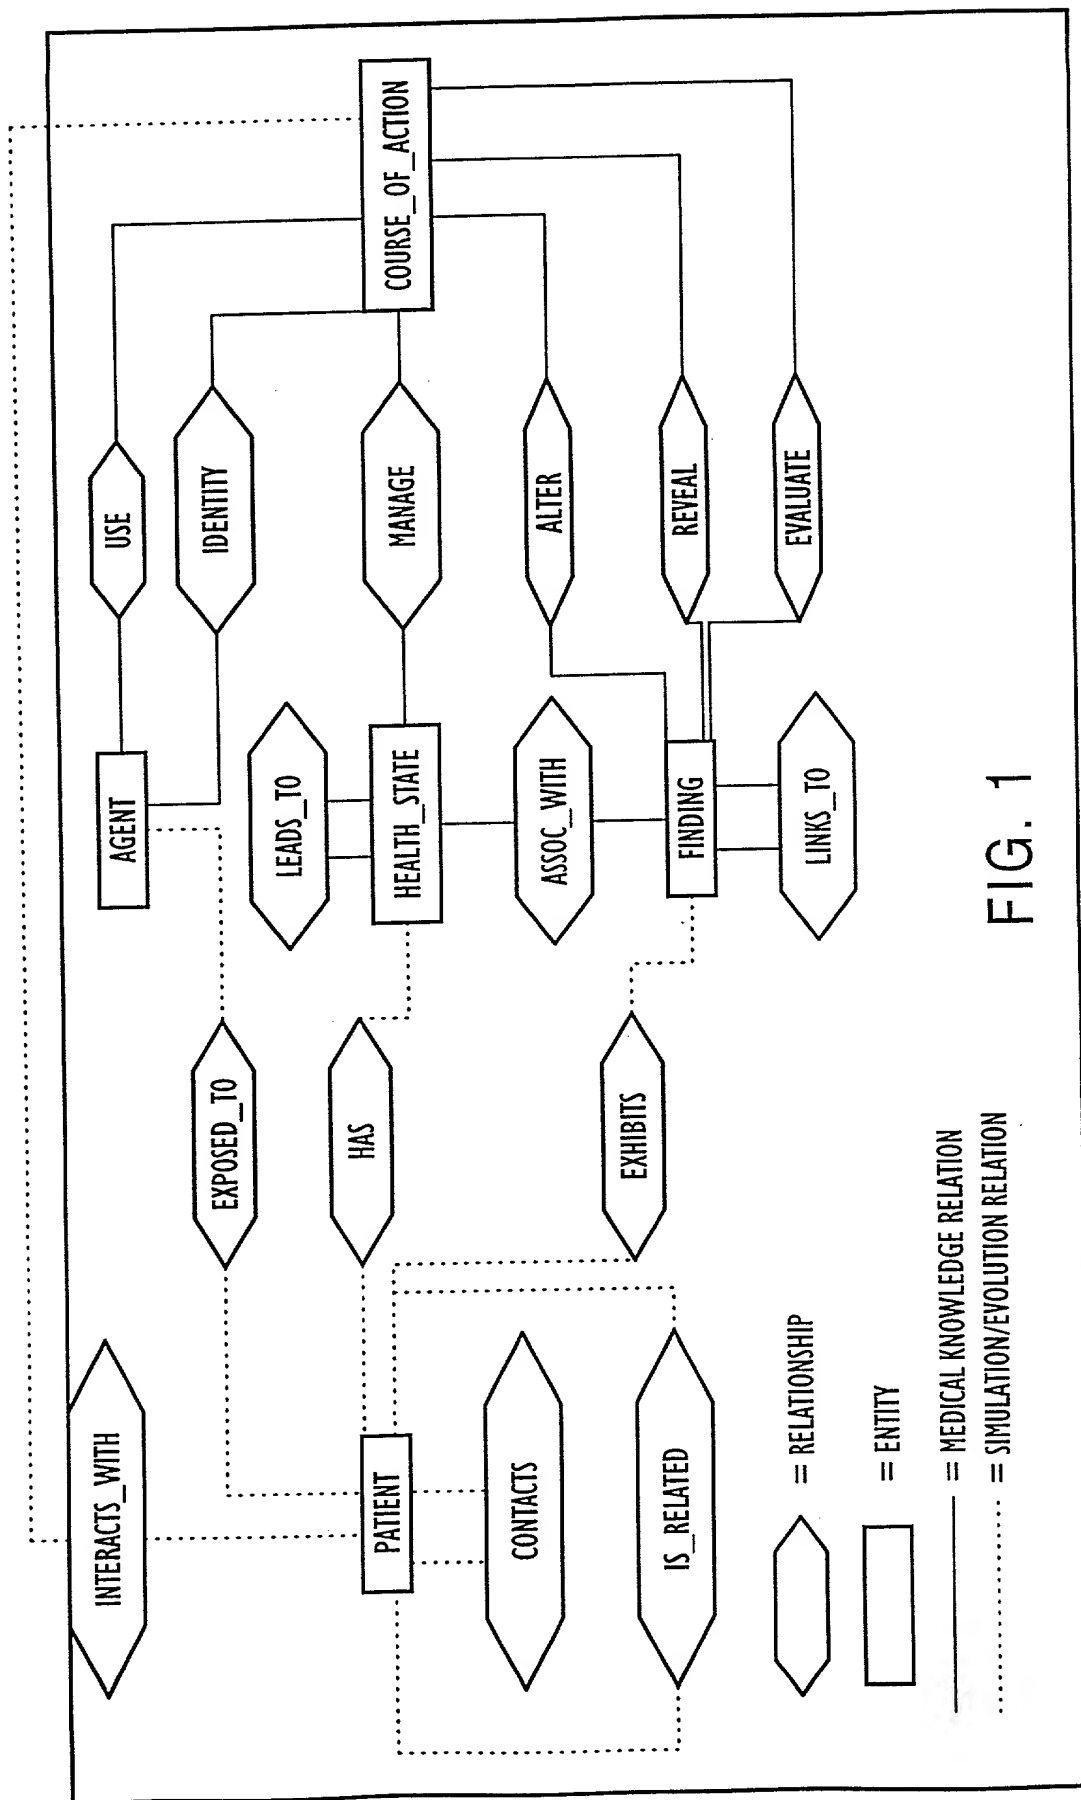 INTERACTS_WITH
EXPOSED_TO
AGENT
USE
IDENTITY
LEADS_TO
HAS
PATIENT
HEALTH_STATE
MANAGE
COURSE_OF_ACTION
CONTACTS
ASSOC_WITH
ALTER
EXHIBITS
IS_RELATED
FINDING
REVEAL
LINKS_TO
EVALUATE
= RELATIONSHIP
= ENTITY
= MEDICAL KNOWLEDGE RELATION
= SIMULATION/EVOLUTION RELATION
FIG. 1